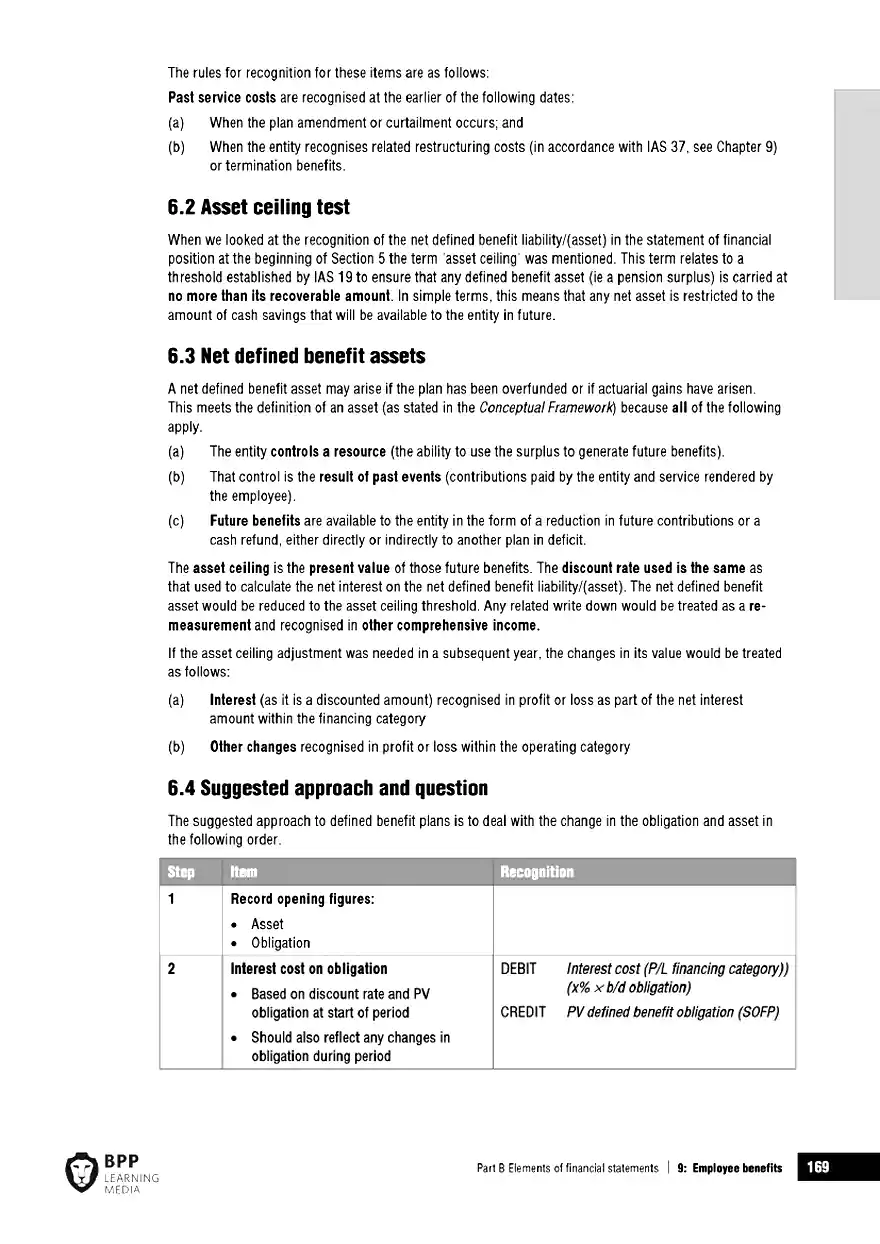 The rules for recognition for these items are as follows:
Past service costs are recognised at the earlier of the following dates:
(a) When the plan amendment or curtailment occurs; and
(b) When the entity recognises related restructuring costs (in accordance with IAS 37, see Chapter 9)
or termination benefits.
6.2 Asset ceiling test
When we looked at the recognition of the net defined benefit liability/(asset) in the statement of financial
position at the beginning of Section 5 the term 'asset ceiling' was mentioned. This term relates to a
threshold established by IAS 19 to ensure that any defined benefit asset (ie a pension surplus) is carried at
no more than its recoverable amount. In simple terms, this means that any net asset is restricted to the
amount of cash savings that will be available to the entity in future.
6.3 Net defined benefit assets
A net defined benefit asset may arise if the plan has been overfunded or if actuarial gains have arisen.
This meets the definition of an asset (as stated in the Conceptual Framework) because all of the following
apply.
(a) The entity controls a resource (the ability to use the surplus to generate future benefits).
(b) That control is the result of past events (contributions paid by the entity and service rendered by
the employee).
(c) Future benefits are available to the entity in the form of a reduction in future contributions or a
cash refund, either directly or indirectly to another plan in deficit.
The asset ceiling is the present value of those future benefits. The discount rate used is the same as
that used to calculate the net interest on the net defined benefit liability/(asset). The net defined benefit
asset would be reduced to the asset ceiling threshold. Any related write down would be treated as a re-
measurement and recognised in other comprehensive income.
If the asset ceiling adjustment was needed in a subsequent year, the changes in its value would be treated
as follows:
(a) Interest (as it is a discounted amount) recognised in profit or loss as part of the net interest
amount within the financing category
(b) Other changes recognised in profit or loss within the operating category
6.4 Suggested approach and question
The suggested approach to defined benefit plans is to deal with the change in the obligation and asset in
the following order.
Step Item Recognition
1 Record opening figures:
• Asset
• Obligation
2 Interest cost on obligation
• Based on discount rate and PV
obligation at start of period
• Should also reflect any changes in
obligation during period
DEBIT Interest cost (P/L financing category))
(x% × b/d obligation)
CREDIT PV defined benefit obligation (SOFP)
BPP
LEARNING
MEDIA
Part B Elements of financial statements | 9: Employee benefits 169